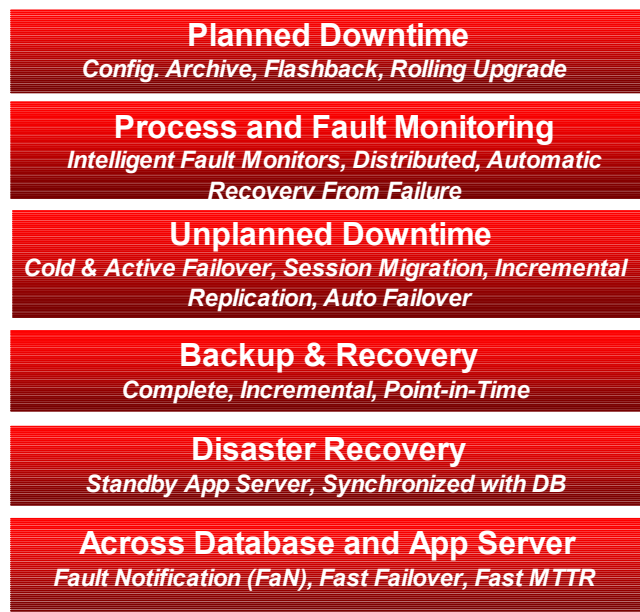 Planned Downtime
Config. Archive, Flashback, Rolling Upgrade
Process and Fault Monitoring
Intelligent Fault Monitors, Distributed, Automatic
Recovery From Failure
Unplanned Downtime
Cold & Active Failover, Session Migration, Incremental
Replication, Auto Failover
Backup & Recovery
Complete, Incremental, Point-in-Time
Disaster Recovery
Standby App Server, Synchronized with DB
Across Database and App Server
Fault Notification (FaN), Fast Failover, Fast MTTR